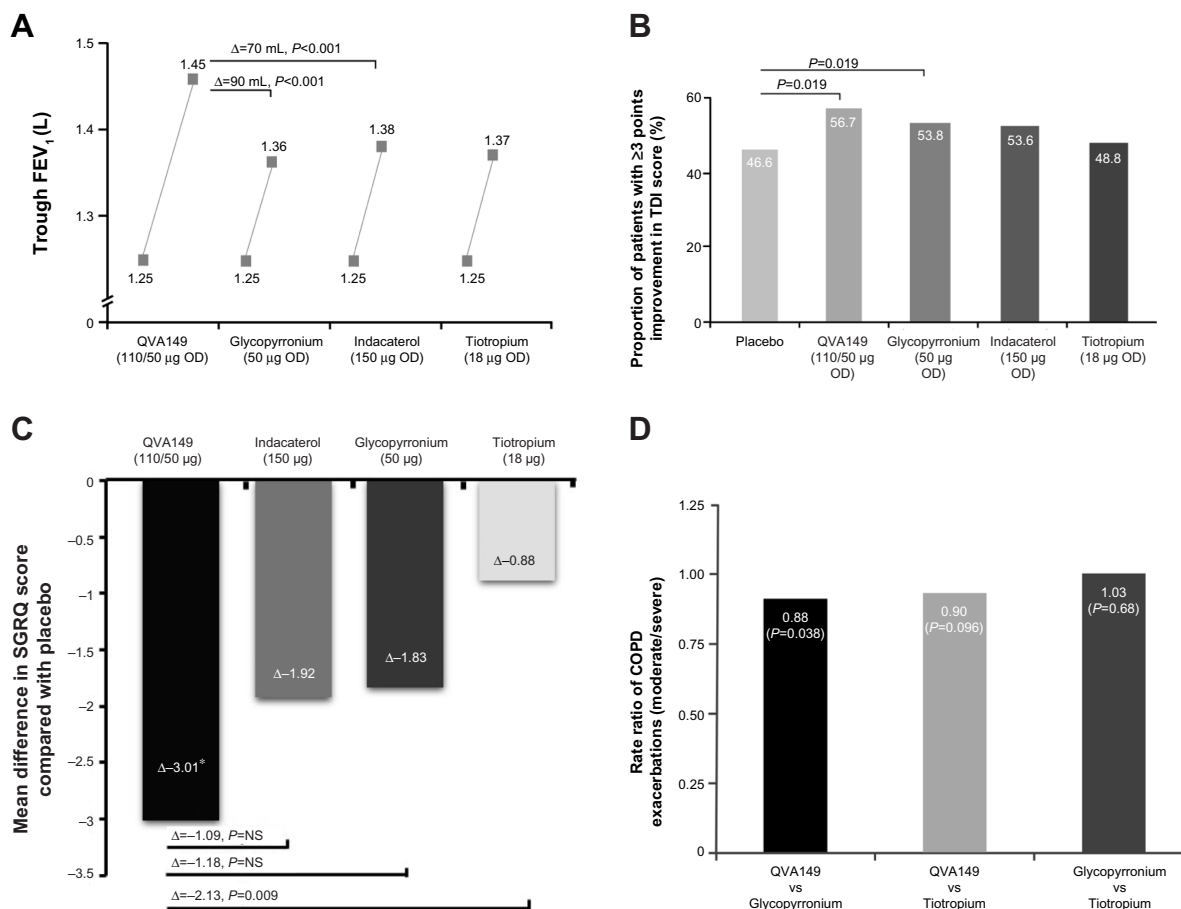 A
Trough FEV1 (L)
1.5
1.4
1.3
0
Δ=70 mL, P<0.001
Δ=90 mL, P<0.001
1.45
1.36
1.38
1.37
1.25
1.25
1.25
1.25
QVA149
(110/50 µg OD)
Glycopyrronium
(50 µg OD)
Indacaterol
(150 µg OD)
Tiotropium
(18 µg OD)
B
Proportion of patients with ≥3 points
improvement in TDI score (%)
80
60
40
20
0
P=0.019
P=0.019
46.6
56.7
53.8
53.6
48.8
Placebo
QVA149
(110/50 µg
OD)
Glycopyrronium
(50 µg
OD)
Indacaterol
(150 µg
OD)
Tiotropium
(18 µg OD)
C
QVA149
(110/50 µg)
Indacaterol
(150 µg)
Glycopyrronium
(50 µg)
Tiotropium
(18 µg)
Mean difference in SGRQ score
compared with placebo
0
–0.5
–1
–1.5
–2
–2.5
–3
–3.5
Δ–3.01*
Δ–1.92
Δ–1.83
Δ–0.88
Δ=–1.09, P=NS
Δ=–1.18, P=NS
Δ=–2.13, P=0.009
D
Rate ratio of COPD
exacerbations (moderate/severe)
1.25
1.00
0.75
0.50
0.25
0
0.88
(P=0.038)
0.90
(P=0.096)
1.03
(P=0.68)
QVA149
vs
Glycopyrronium
QVA149
vs
Tiotropium
Glycopyrronium
vs
Tiotropium